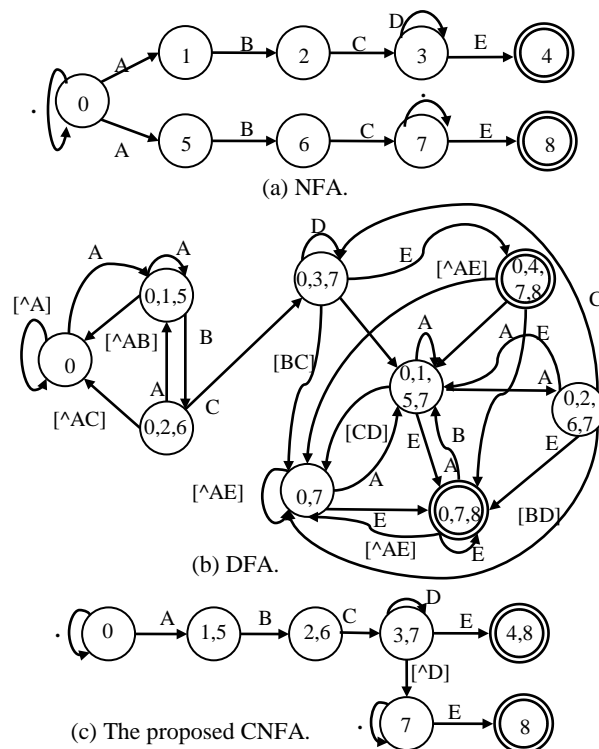 D
A B C E
0 1 2 3 4
.
A B C . E
5 6 7 8
(a) NFA.
A A D E C
[^A] 0,1,5 0,3,7 [^AE] 0,4,
7,8
0 [^AB] B [BC] A A E
[^AC] A C 0,1,
5,7 A 0,2,
6,7
0,2,6 [CD] E B E
[^AE] 0,7 A A 0,7,8
E [^AE] E [BD]
(b) DFA.
. 0 A 1,5 B 2,6 C 3,7 D E 4,8
[^D]
. 7 E 8
(c) The proposed CNFA.